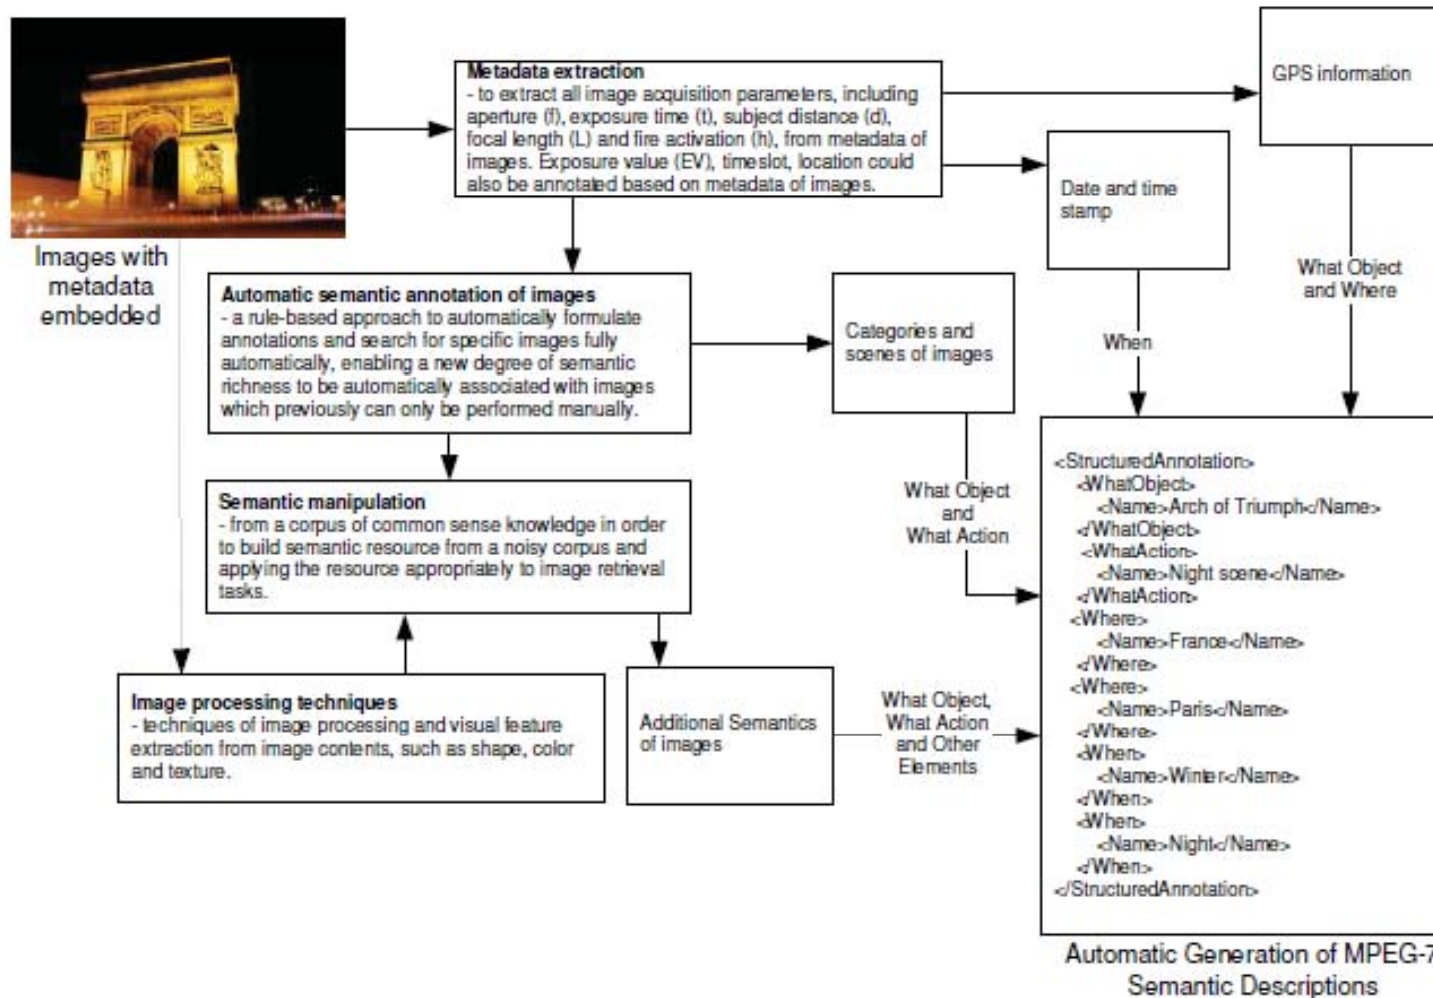 Images with
metadata
embedded
Metadata extraction
- to extract all image acquisition parameters, including
aperture (f), exposure time (t), subject distance (d),
focal length (L) and fire activation (h), from metadata of
images. Exposure value (EV), timeslot, location could
also be annotated based on metadata of images.
GPS information
Date and time
stamp
What Object
and Where
When
Automatic semantic annotation of images
- a rule-based approach to automatically formulate
annotations and search for specific images fully
automatically, enabling a new degree of semantic
richness to be automatically associated with images
which previously can only be performed manually.
Categories and
scenes of images
What Object
and
What Action
Semantic manipulation
- from a corpus of common sense knowledge in order
to build semantic resource from a noisy corpus and
applying the resource appropriately to image retrieval
tasks.
Image processing techniques
- techniques of image processing and visual feature
extraction from image contents, such as shape, color
and texture.
Additional Semantics
of images
What Object,
What Action
and Other
Elements
<StructuredAnnotation>
<WhatObject>
<Name>Arch of Triumph</Name>
</WhatObject>
<WhatAction>
<Name>Night scene</Name>
</WhatAction>
<Where>
<Name>France</Name>
</Where>
<Where>
<Name>Paris</Name>
</Where>
<When>
<Name>Winter</Name>
</When>
<When>
<Name>Night</Name>
</When>
</StructuredAnnotation>
Automatic Generation of MPEG-7
Semantic Descriptions